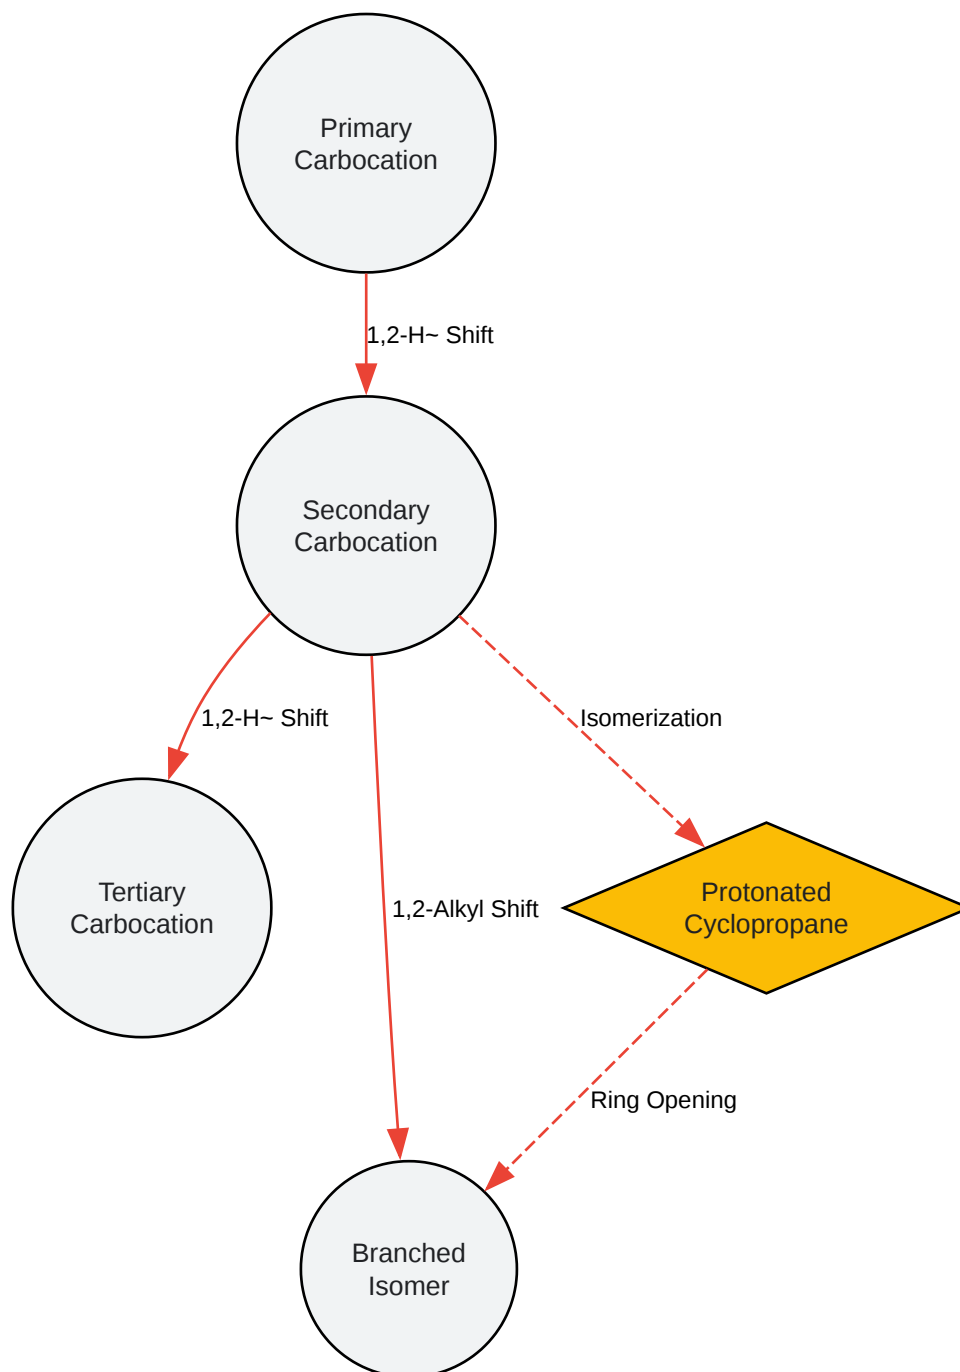 Primary
Carbocation
1,2-H~ Shift
Secondary
Carbocation
1,2-H~ Shift
Isomerization
Tertiary
Carbocation
1,2-Alkyl Shift
Protonated
Cyclopropane
Ring Opening
Branched
Isomer